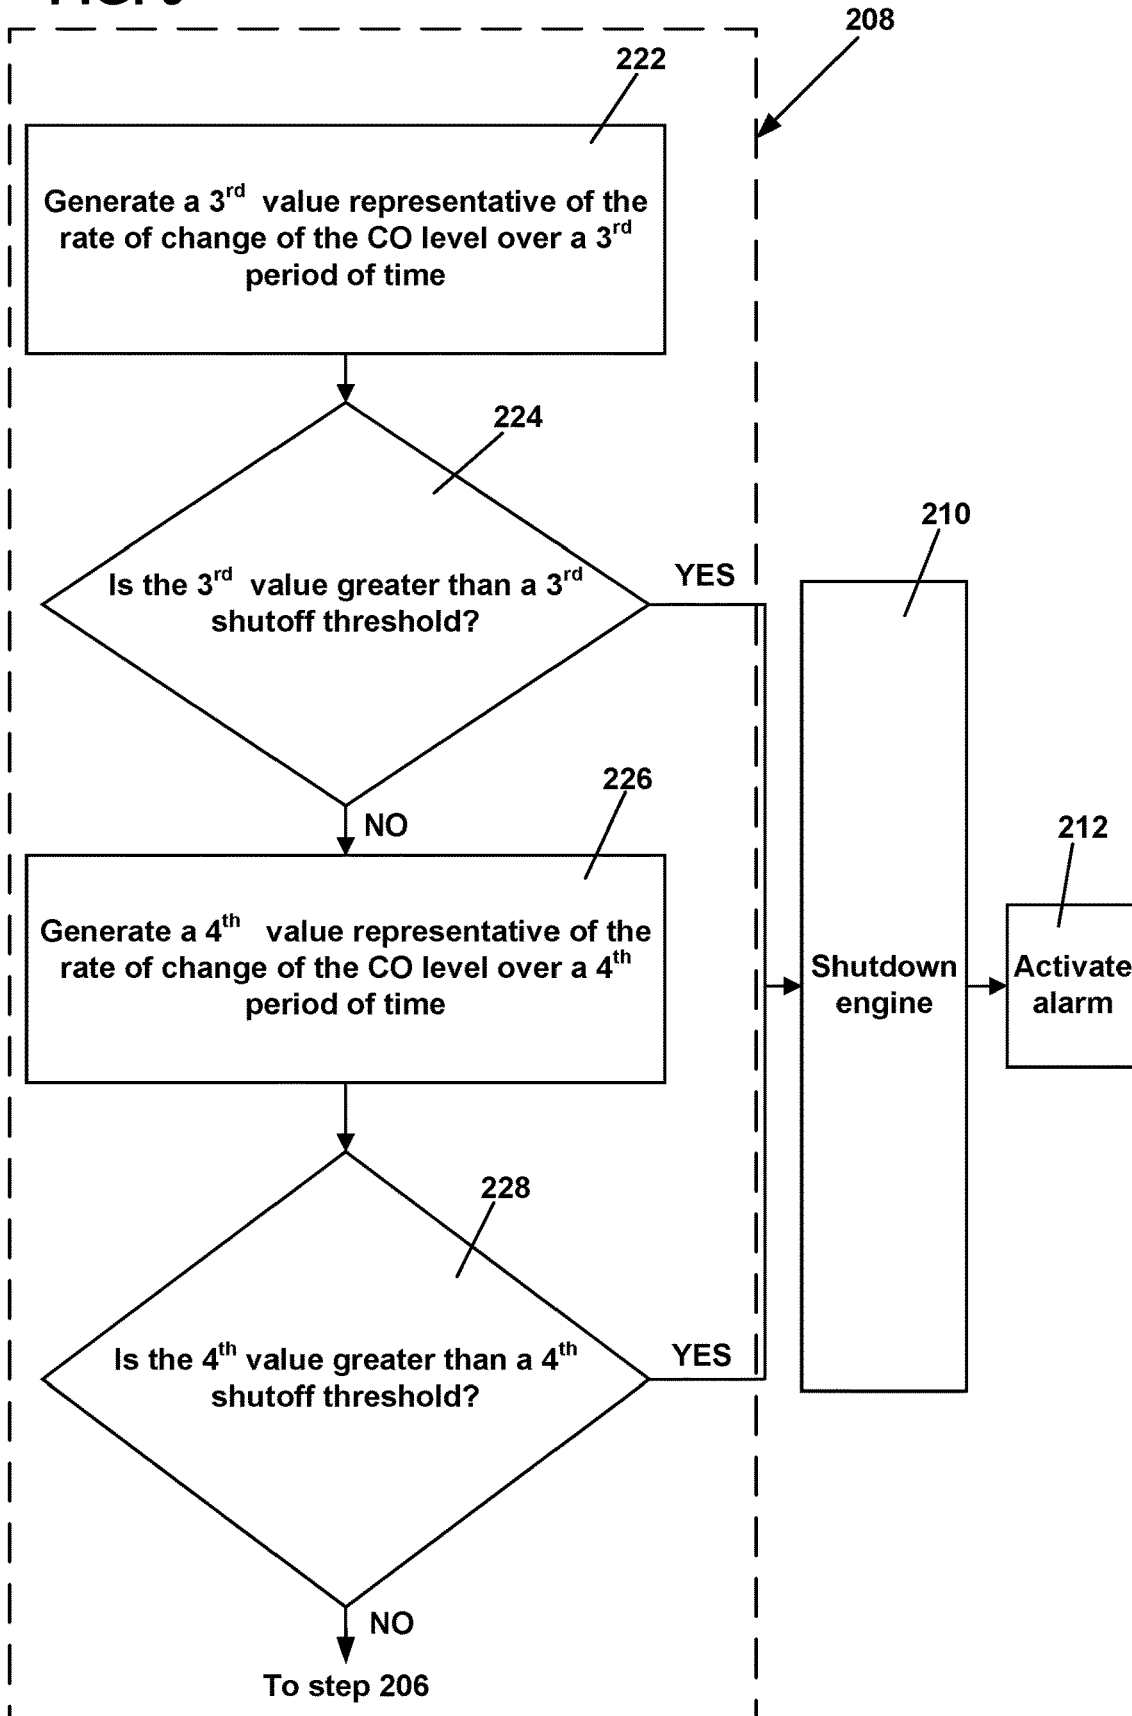 208
222
Generate a 3rd value representative of the
rate of change of the CO level over a 3rd
period of time
224
Is the 3rd value greater than a 3rd
shutoff threshold?
YES
210
NO
226
212
Generate a 4th value representative of the
rate of change of the CO level over a 4th
period of time
Shutdown
engine
Activate
alarm
228
Is the 4th value greater than a 4th
shutoff threshold?
YES
NO
To step 206